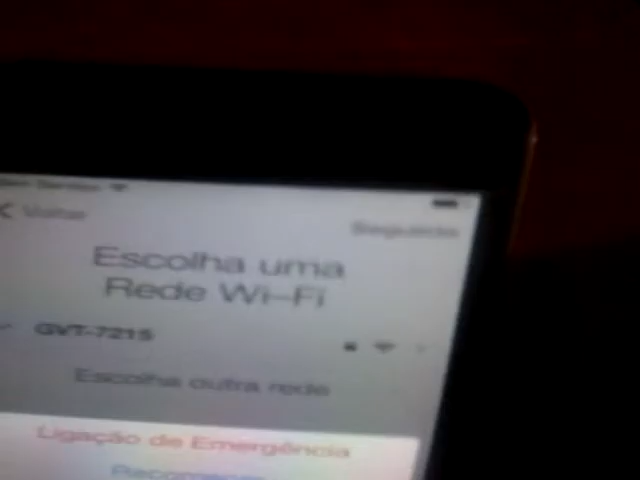 Voltar
Seguinte
Escolha uma
Rede Wi-Fi
GVT-7215
Escolha outra rede
Ligação de Emergência